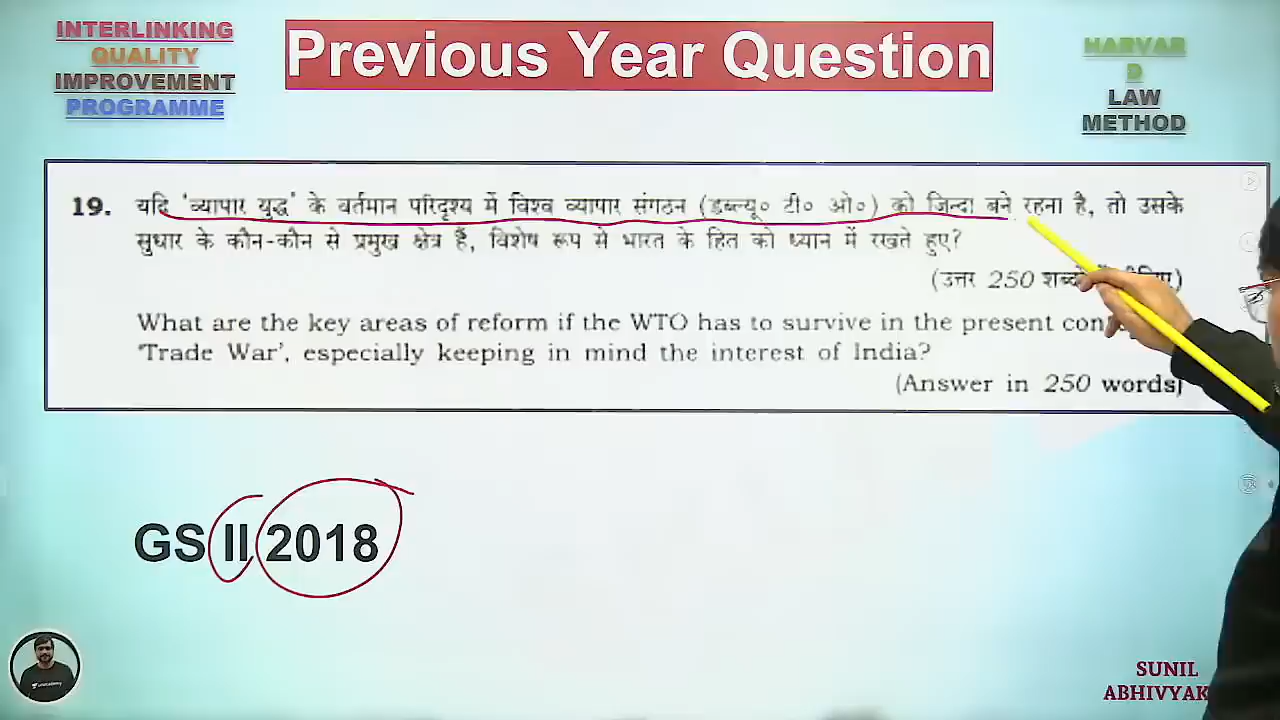 INTERLINKING
QUALITY
IMPROVEMENT
PROGRAMME
Previous Year Question
HARVAR
D
LAW
METHOD
19. यदि 'व्यापार युद्ध' के वर्तमान परिदृश्य में विश्व व्यापार संगठन (डब्ल्यू० टी० ओ०) को जिन्दा बने रहना है, तो उसके
सुधार के कौन-कौन से प्रमुख क्षेत्र हैं, विशेष रूप से भारत के हित को ध्यान में रखते हुए?
(उत्तर 250
What are the key areas of reform if the WTO has to survive in the present
'Trade War', especially keeping in mind the interest of India?
(Answer in 250 words)
GS II, 2018
SUNIL
ABHIVYAK